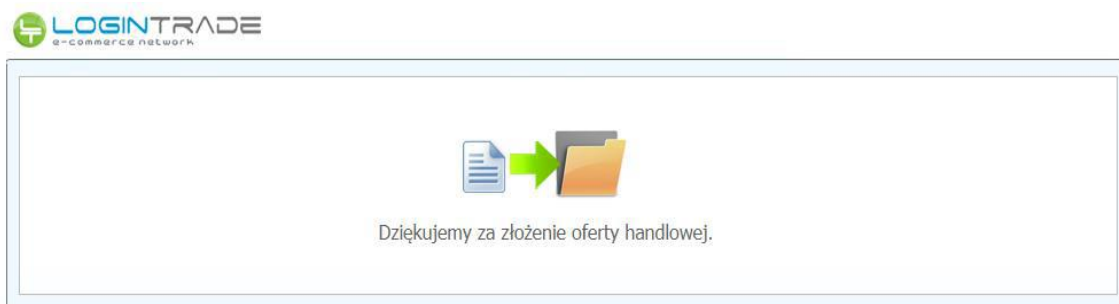 LOGINTRADE
e-commerce network
Dziękujemy za złożenie oferty handlowej.